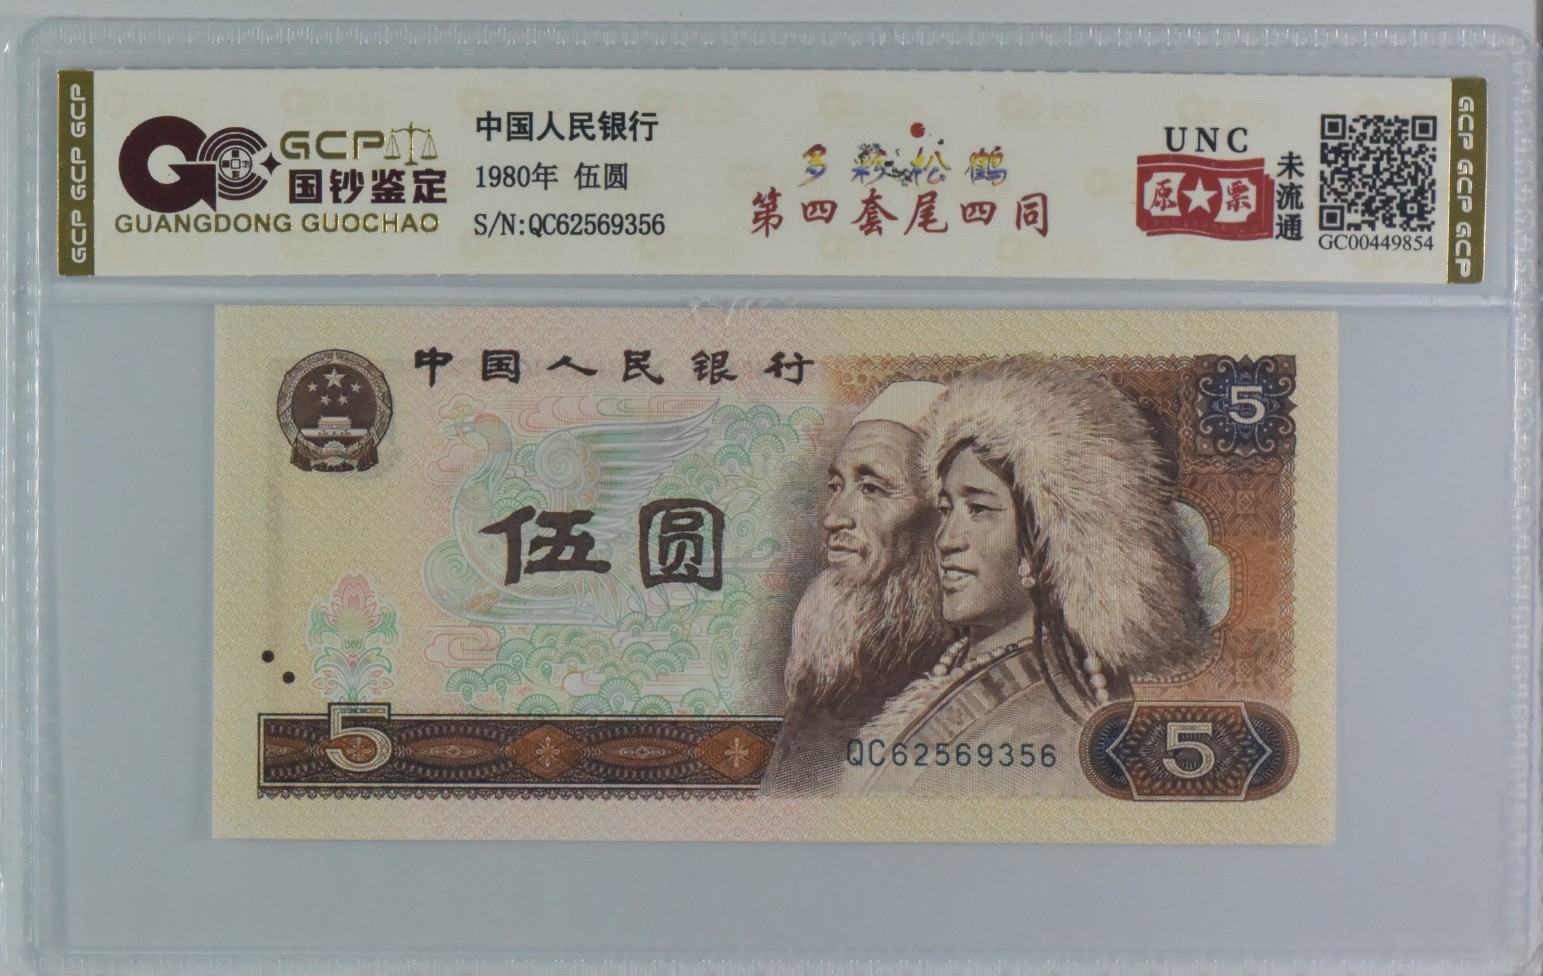 GCP GCP GCP
GCP
国钞鉴定
GUANGDONG GUOCHAO
中国人民银行
1980年 伍圆
S/N:QC62569356
多彩松鹤
第四套尾四同
UNC
原票
未流通
GC00449854
GCP GCP GCP
中国人民银行
5
伍圆
5
QC62569356
5